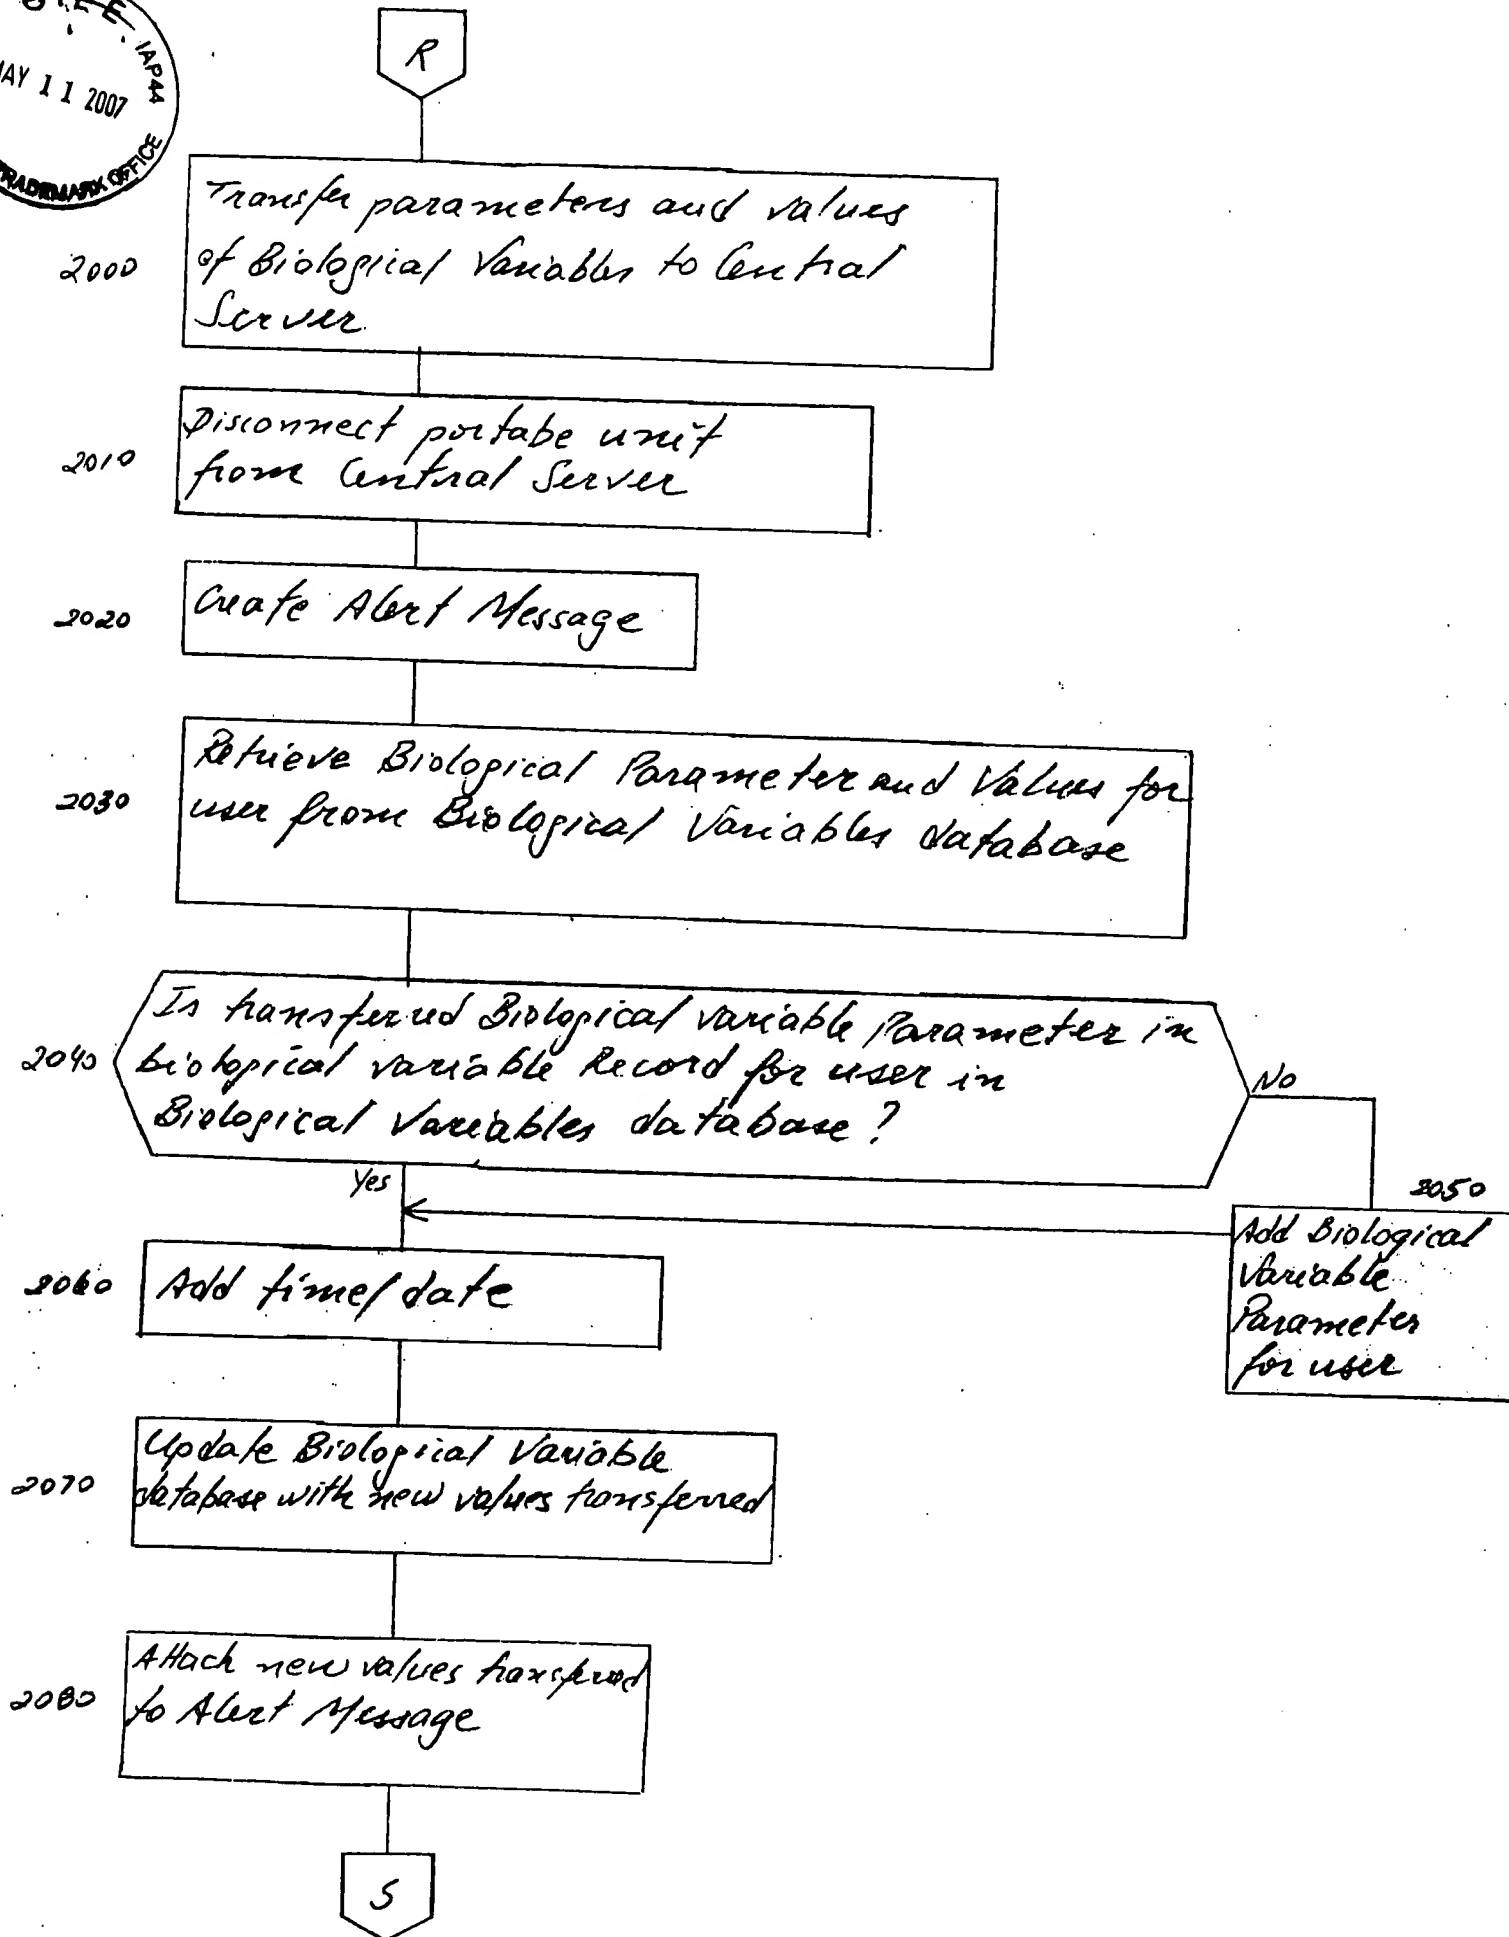 IAP44
MAY 11 2007
TRADEMARK OFFICE
R
2000
Transfer parameters and values
of Biological Variables to Central
Server
2010
Disconnect portabe unit
from Central Server
2020
Create Alert Message
2030
Retrieve Biological Parameter and Values for
user from Biological Variables database
2040
Is transferred Biological variable Parameter in
biological variable Record for user in
Biological Variables database?
No
Yes
2050
Add Biological
Variable
Parameter
for user
2060
Add time/date
2070
Update Biological Variable
database with new values transferred
2080
Attach new values transferred
to Alert Message
S